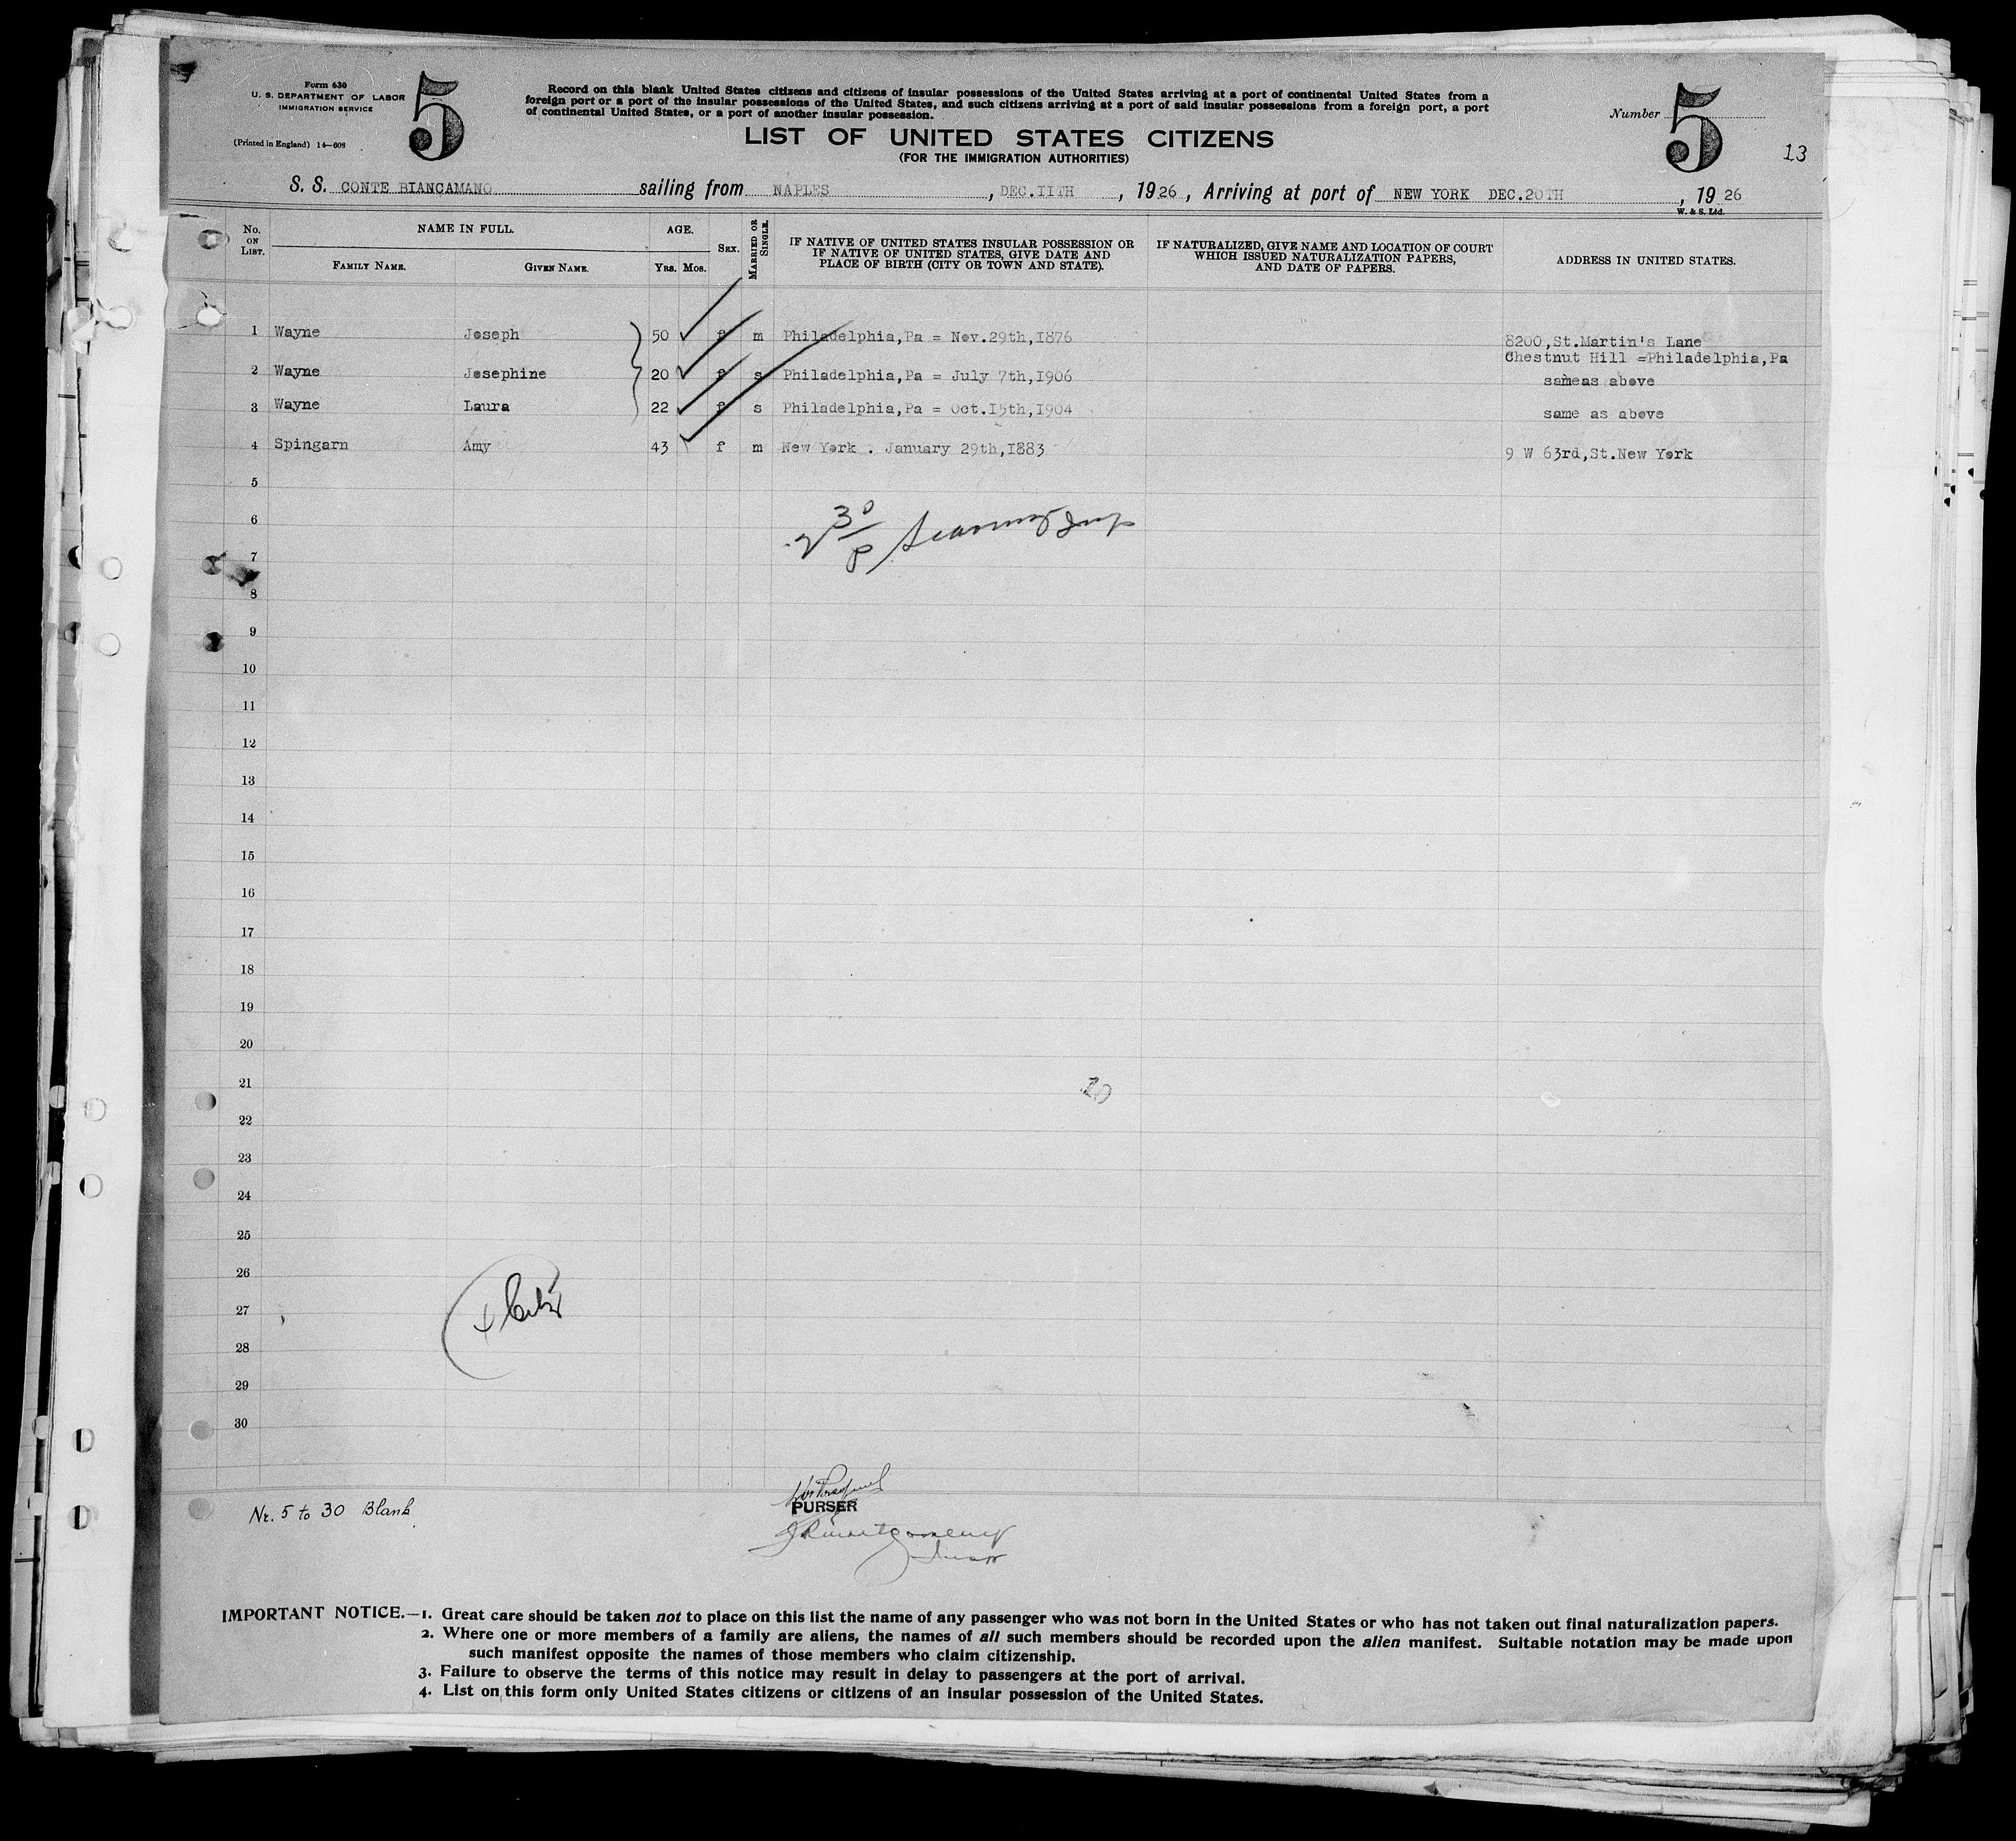 Form 630
U. S. DEPARTMENT OF LABOR
IMMIGRATION SERVICE
(Printed in England) 14—608
5
Record on this blank United States citizens and citizens of insular possessions of the United States arriving at a port of continental United States from a
foreign port or a port of the insular possessions of the United States, and such citizens arriving at a port of said insular possessions from a foreign port, a port
of continental United States, or a port of another insular possession.
LIST OF UNITED STATES CITIZENS
(FOR THE IMMIGRATION AUTHORITIES)
Number 5
13
S. S. CONTE BIANCAMANO sailing from NAPLES, DEC.IITH, 1926, Arriving at port of NEW YORK DEC.20TH, 1926
W. & S. Ltd.
No. ON LIST. NAME IN FULL. AGE. SEX. MARRIED OR SINGLE. IF NATIVE OF UNITED STATES INSULAR POSSESSION OR IF NATIVE OF UNITED STATES, GIVE DATE AND PLACE OF BIRTH (CITY OR TOWN AND STATE). IF NATURALIZED, GIVE NAME AND LOCATION OF COURT WHICH ISSUED NATURALIZATION PAPERS, AND DATE OF PAPERS. ADDRESS IN UNITED STATES.
FAMILY NAME. GIVEN NAME. YRS. MOS.
1 Wayne Joseph 50 f m Philadelphia,Pa = Nov.29th,I876 8200,St.Martin's Lane
Chestnut Hill =Philadelphia,Pa
2 Wayne Josephine 20 f s Philadelphia,Pa = July 7th,I906 sameas above
3 Wayne Laura 22 f s Philadelphia,Pa = Oct.I5th,I904 same as above
4 Spingarn Amy 43 f m New York . January 29th,I883 9 W 63rd,St.New York
5
6
7
8
9
10
11
12
13
14
15
16
17
18
19
20
21
22
23
24
25
26
27
28
29
30
Nr. 5 to 30 Blank
PURSER
IMPORTANT NOTICE.—1. Great care should be taken not to place on this list the name of any passenger who was not born in the United States or who has not taken out final naturalization papers.
2. Where one or more members of a family are aliens, the names of all such members should be recorded upon the alien manifest. Suitable notation may be made upon
such manifest opposite the names of those members who claim citizenship.
3. Failure to observe the terms of this notice may result in delay to passengers at the port of arrival.
4. List on this form only United States citizens or citizens of an insular possession of the United States.